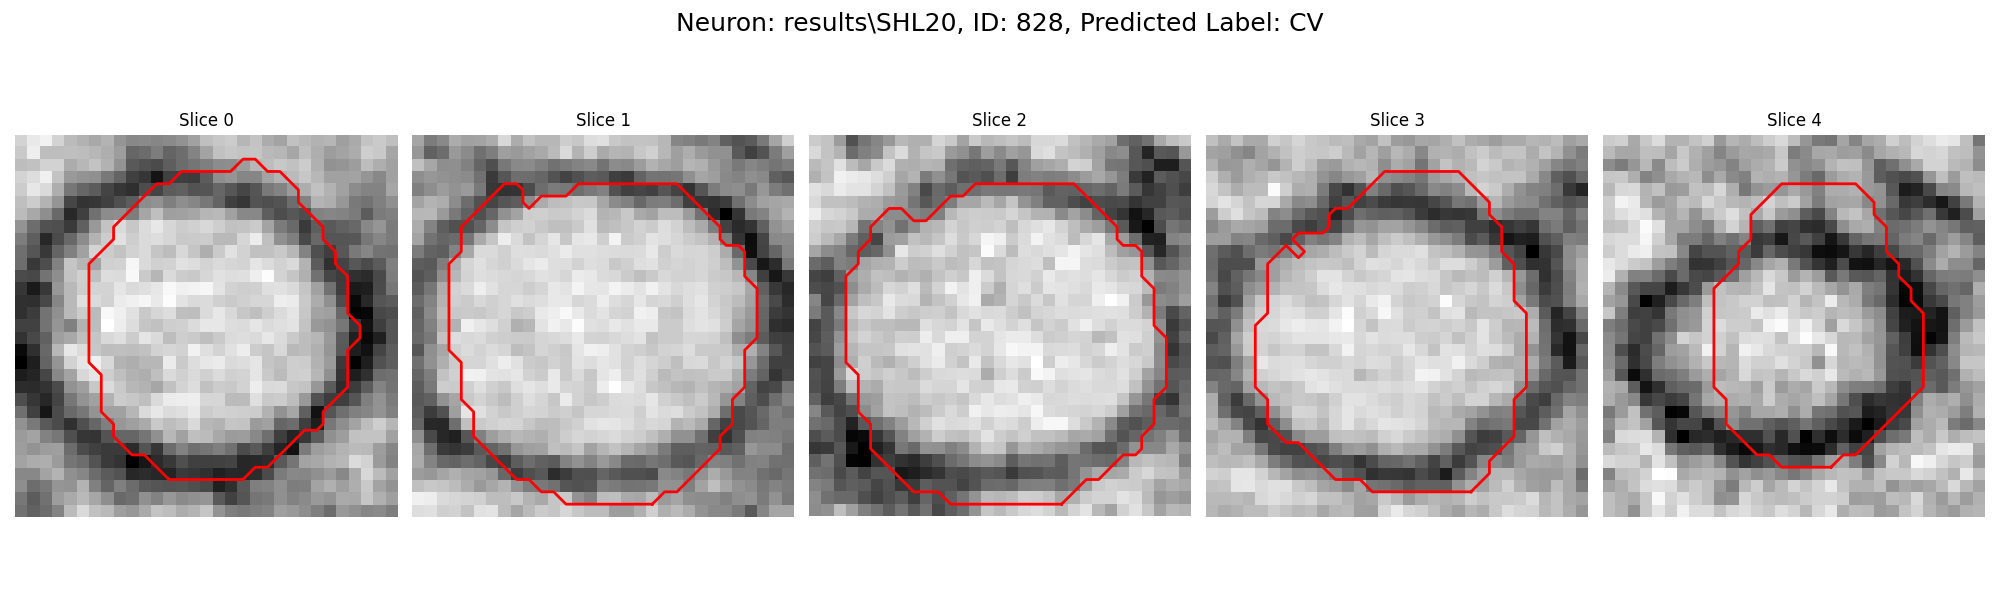 Neuron: results\SHL20, ID: 828, Predicted Label: CV
Slice 0
Slice 1
Slice 2
Slice 3
Slice 4